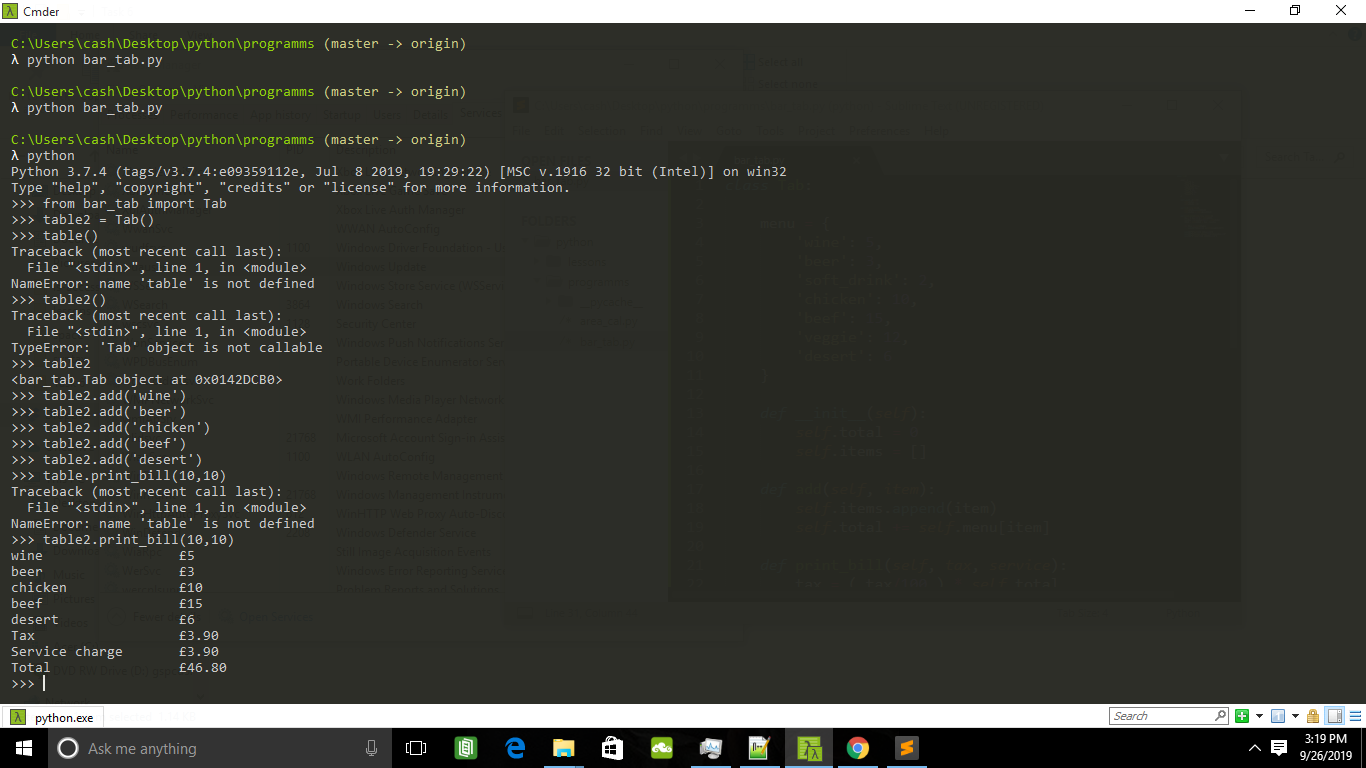 Cmder
C:\Users\cash\Desktop\python\programms (master -> origin)
λ python bar_tab.py
C:\Users\cash\Desktop\python\programms (master -> origin)
λ python bar_tab.py
C:\Users\cash\Desktop\python\programms (master -> origin)
λ python
Python 3.7.4 (tags/v3.7.4:e09359112e, Jul  8 2019, 19:29:22) [MSC v.1916 32 bit (Intel)] on win32
Type "help", "copyright", "credits" or "license" for more information.
>>> from bar_tab import Tab
>>> table2 = Tab()
>>> table()
Traceback (most recent call last):
  File "<stdin>", line 1, in <module>
NameError: name 'table' is not defined
>>> table2()
Traceback (most recent call last):
  File "<stdin>", line 1, in <module>
TypeError: 'Tab' object is not callable
>>> table2
<bar_tab.Tab object at 0x0142DCB0>
>>> table2.add('wine')
>>> table2.add('beer')
>>> table2.add('chicken')
>>> table2.add('beef')
>>> table2.add('desert')
>>> table.print_bill(10,10)
Traceback (most recent call last):
  File "<stdin>", line 1, in <module>
NameError: name 'table' is not defined
>>> table2.print_bill(10,10)
wine £5
beer £3
chicken £10
beef £15
desert £6
Tax £3.90
Service charge £3.90
Total £46.80
>>>
λ python.exe
Search
Ask me anything
3:19 PM
9/26/2019